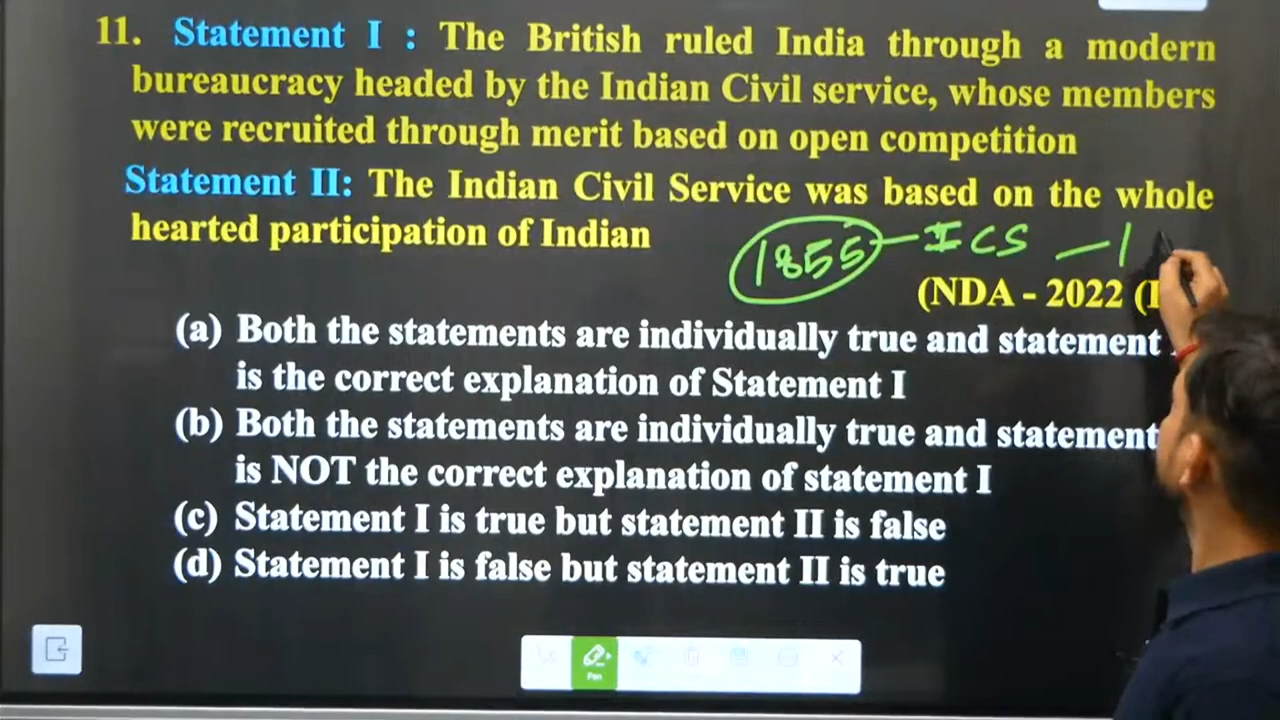 11. Statement I : The British ruled India through a modern
bureaucracy headed by the Indian Civil service, whose members
were recruited through merit based on open competition
Statement II: The Indian Civil Service was based on the whole
hearted participation of Indian
1855 - ICS - 1
(NDA - 2022 (I
(a) Both the statements are individually true and statement
is the correct explanation of Statement I
(b) Both the statements are individually true and statement
is NOT the correct explanation of statement I
(c) Statement I is true but statement II is false
(d) Statement I is false but statement II is true
Pen